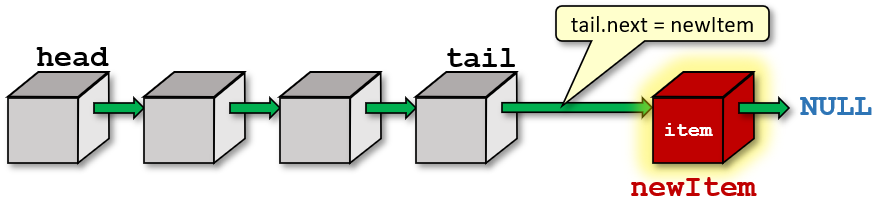 tail.next = newItem
head
tail
NULL
item
newItem